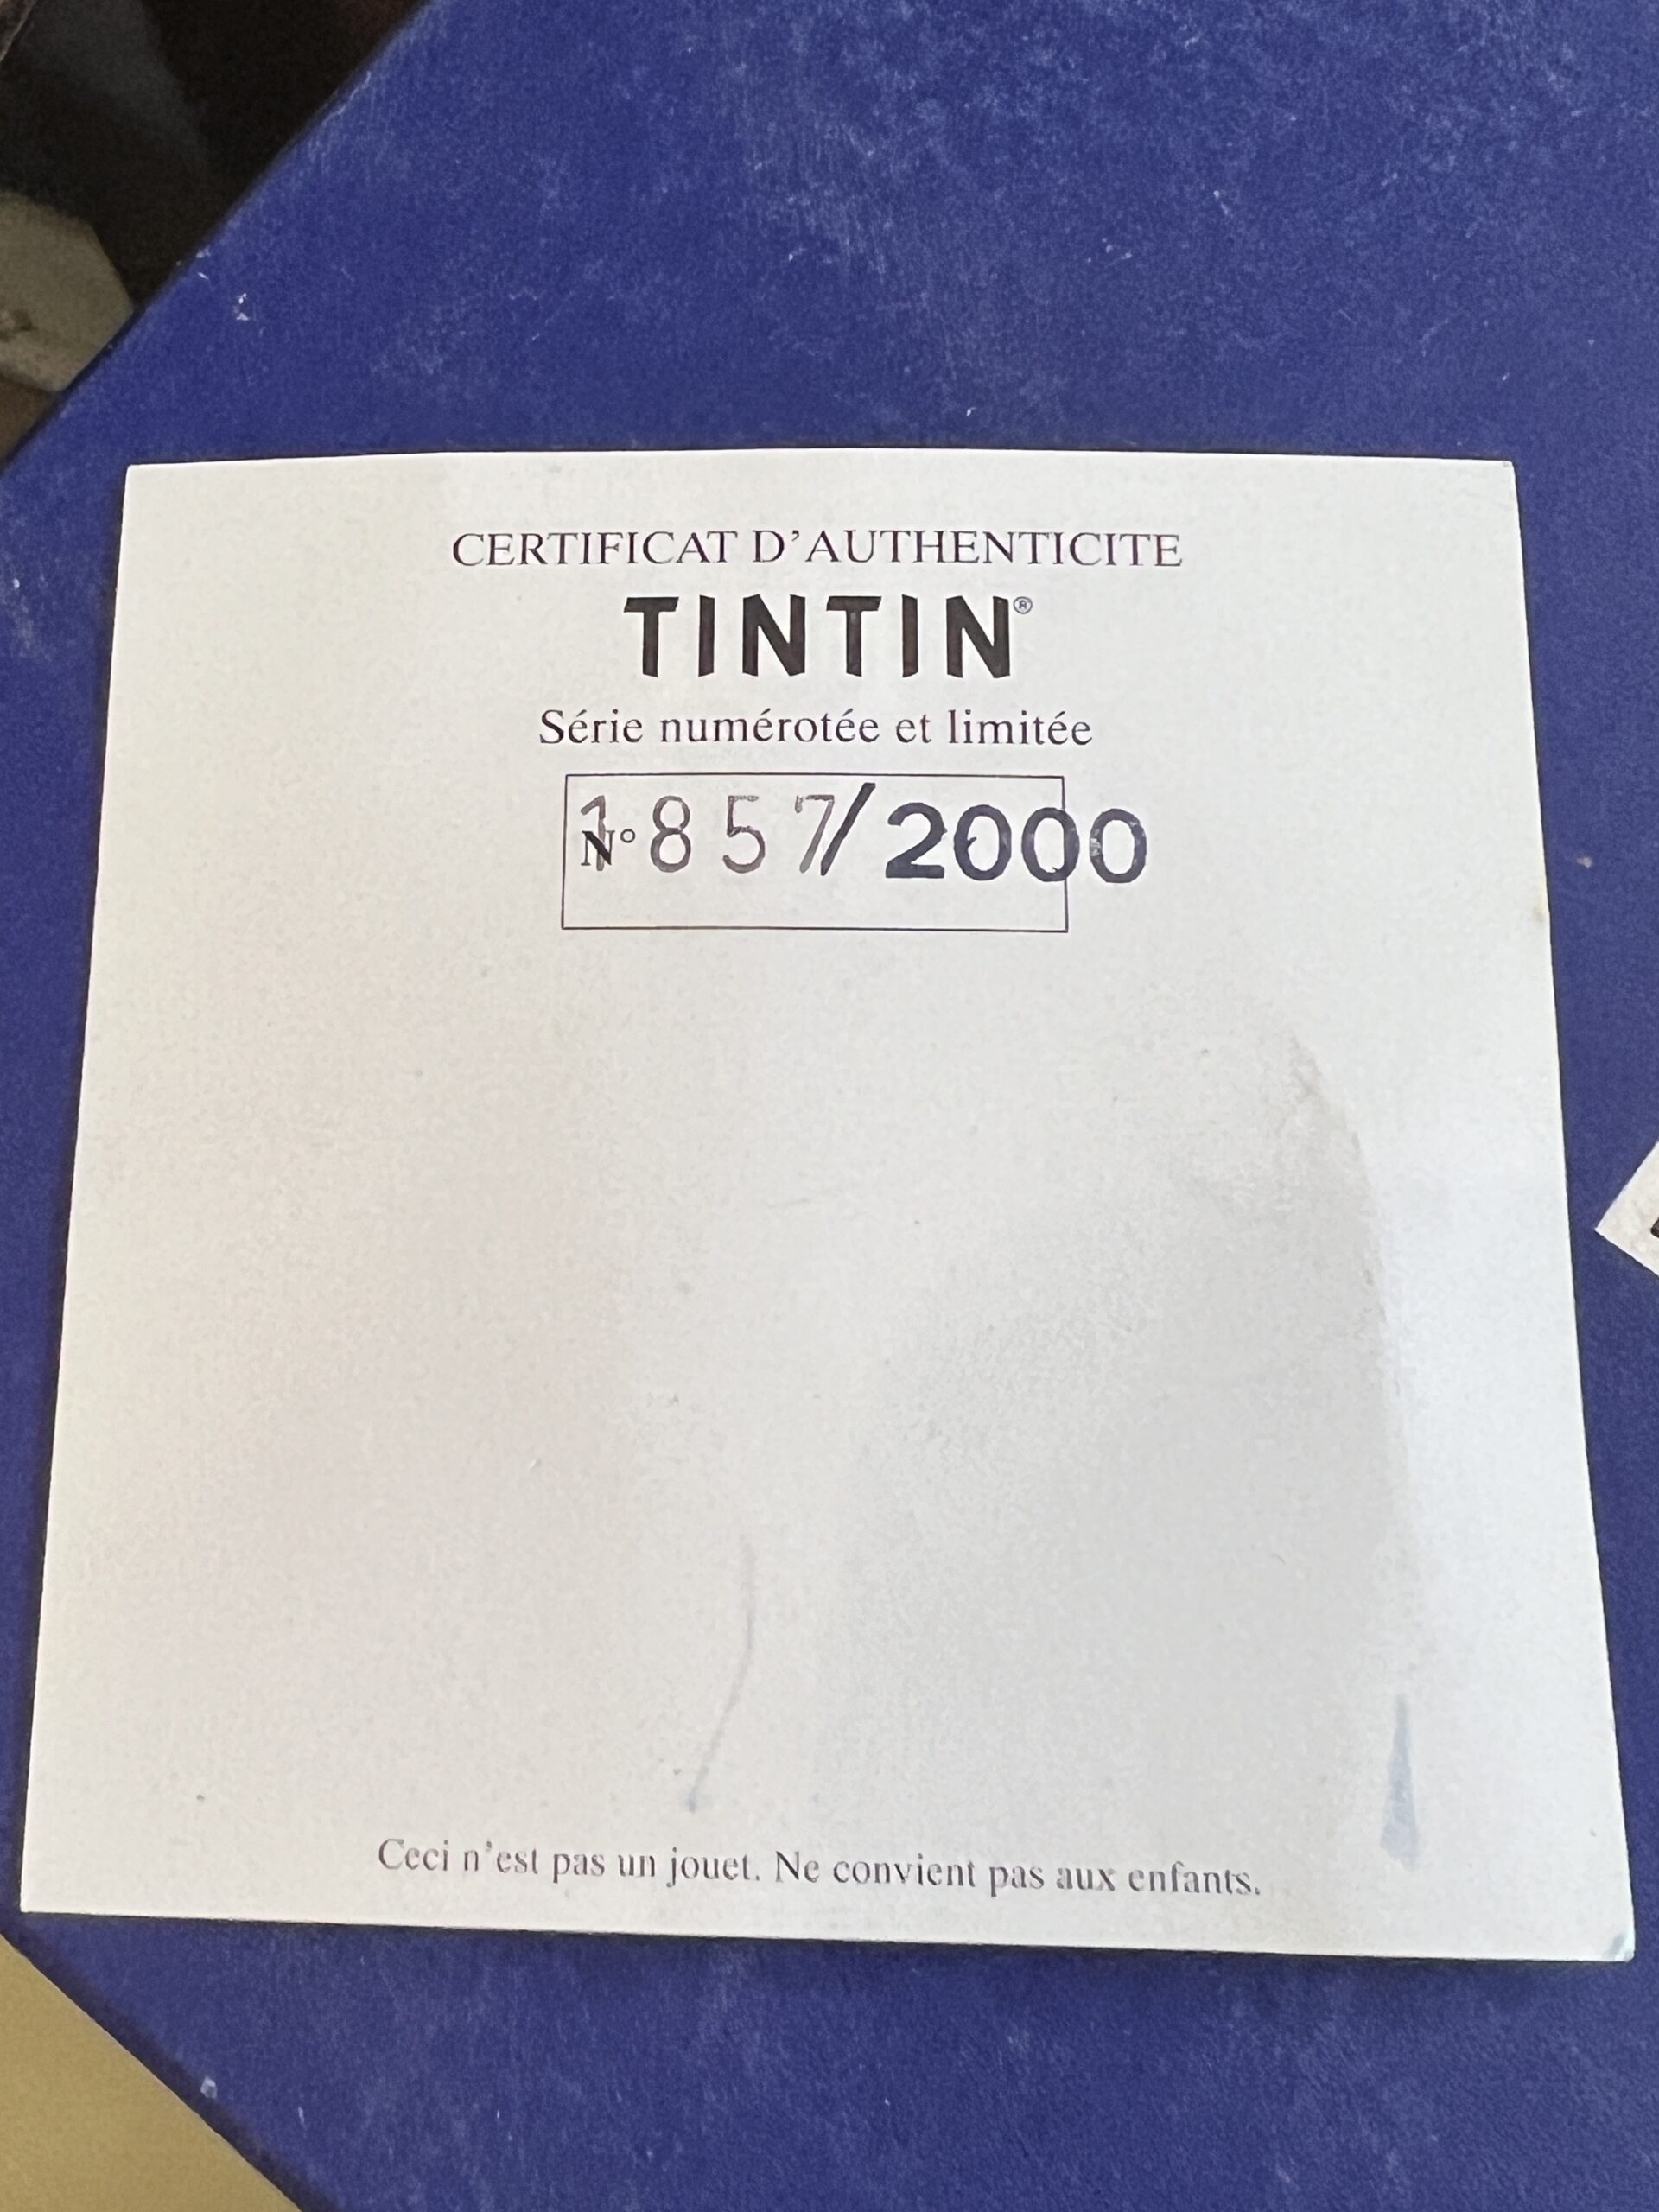 CERTIFICAT D'AUTHENTICITE
TINTIN®
Série numérotée et limitée
N° 1857/2000
Ceci n'est pas un jouet. Ne convient pas aux enfants.